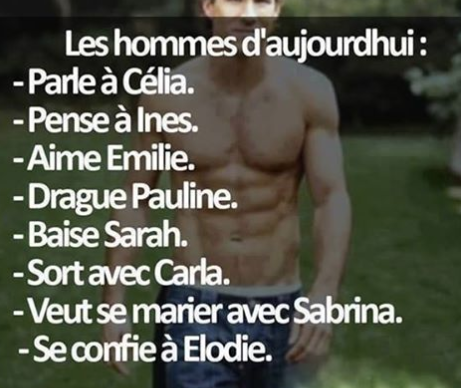 Les hommes d'aujourdhui :
- Parle à Célia.
- Pense à Ines.
- Aime Emilie.
- Drague Pauline.
- Baise Sarah.
- Sort avec Carla.
- Veut se marier avec Sabrina.
- Se confie à Elodie.